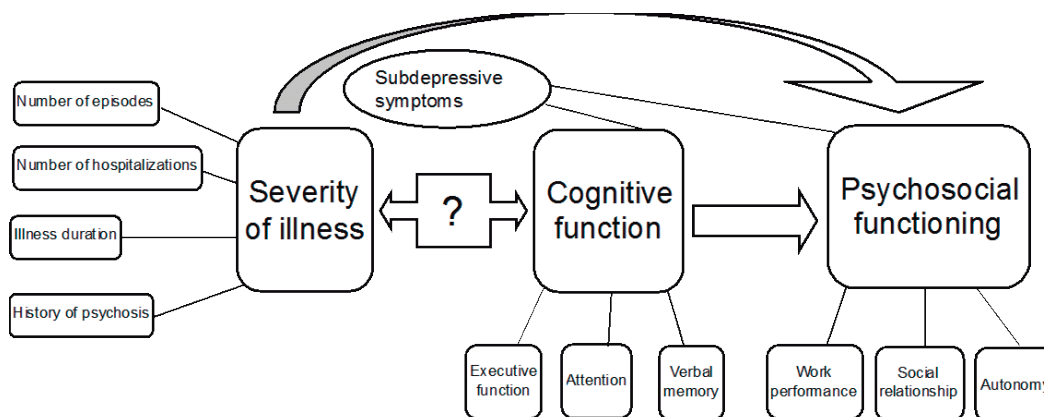 Subdepressive
symptoms
Number of episodes
Number of hospitalizations
Illness duration
History of psychosis
Severity
of illness
?
Cognitive
function
Psychosocial
functioning
Executive
function
Attention
Verbal
memory
Work
performance
Social
relationship
Autonomy